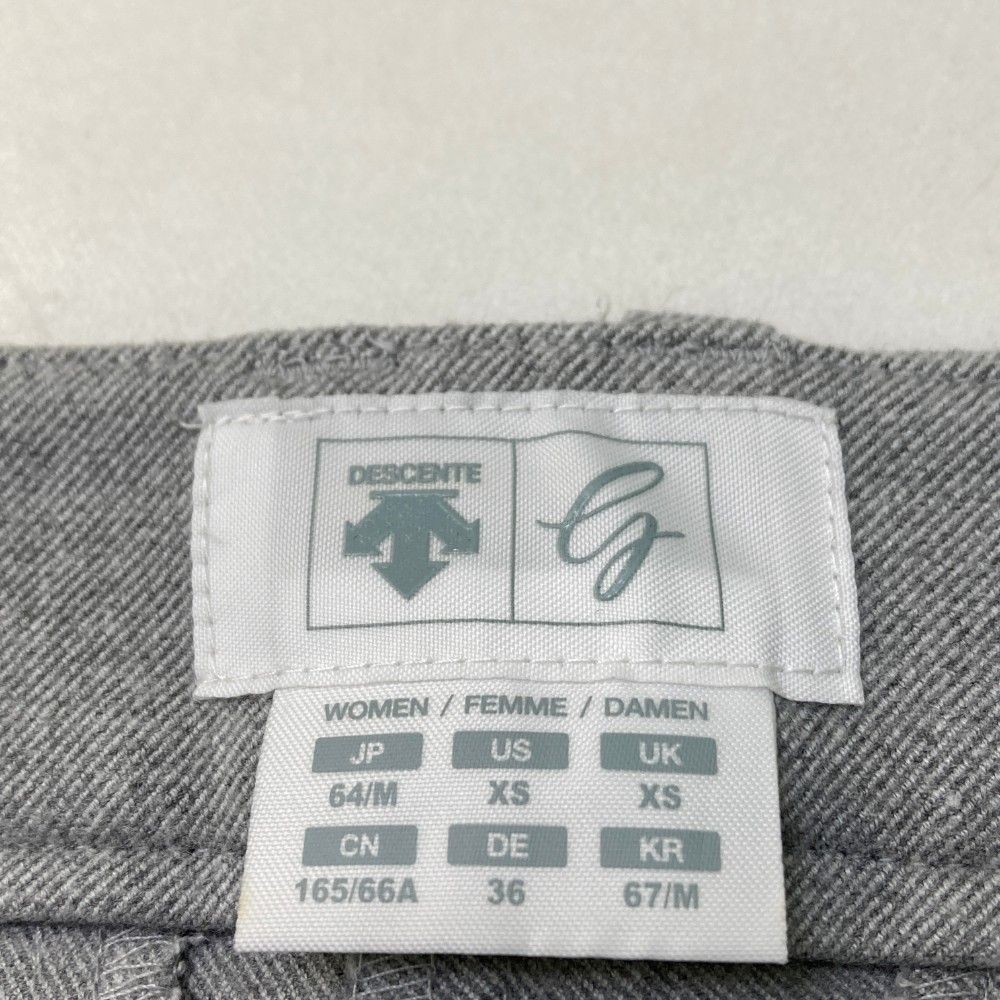 DESCENTE
G
WOMEN / FEMME / DAMEN
JP US UK
64/M XS XS
CN DE KR
165/66A 36 67/M